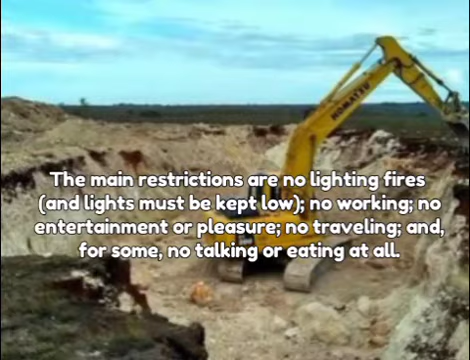 KOMATSU
The main restrictions are no lighting fires
(and lights must be kept low); no working; no
entertainment or pleasure; no traveling; and,
for some, no talking or eating at all.